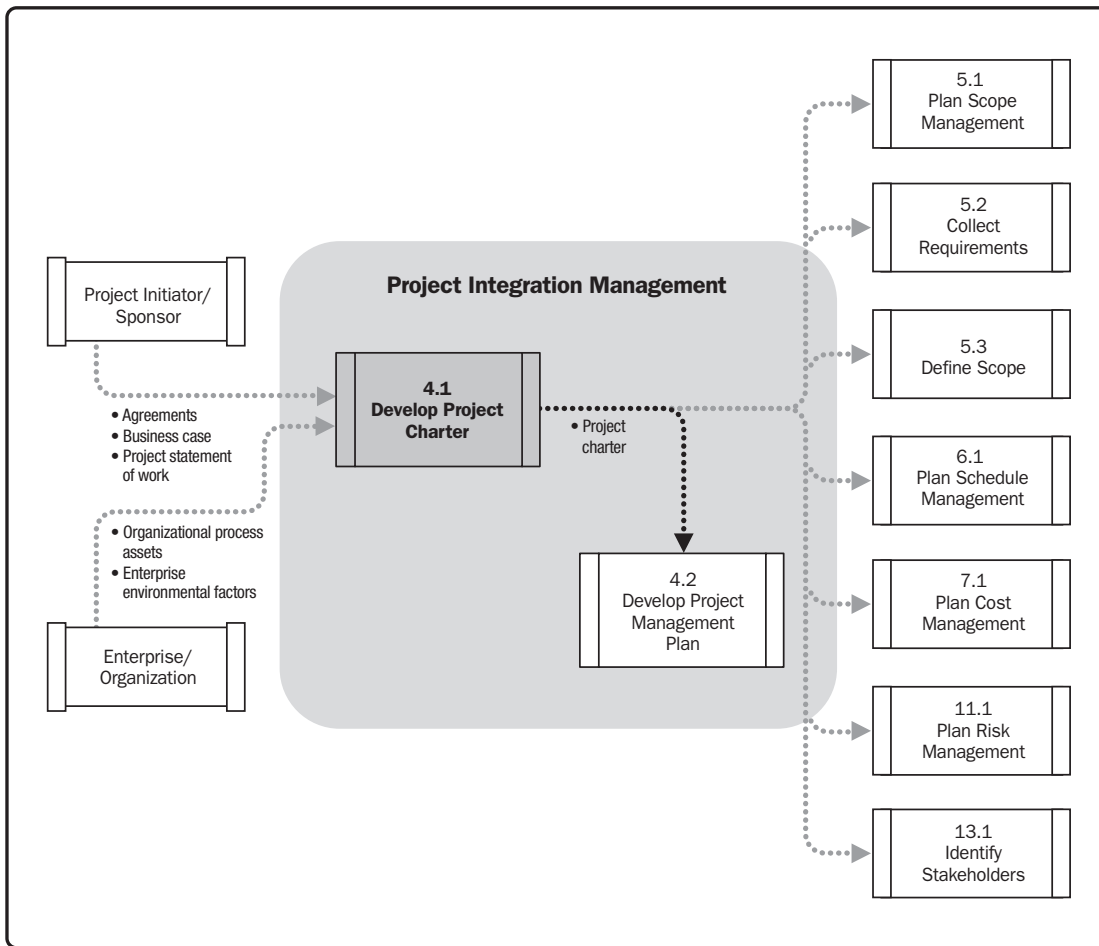 Project Integration Management
Project Initiator/
Sponsor
• Agreements
• Business case
• Project statement
of work
• Organizational process
assets
• Enterprise
environmental factors
Enterprise/
Organization
4.1
Develop Project
Charter
• Project
charter
4.2
Develop Project
Management
Plan
5.1
Plan Scope
Management
5.2
Collect
Requirements
5.3
Define Scope
6.1
Plan Schedule
Management
7.1
Plan Cost
Management
11.1
Plan Risk
Management
13.1
Identify
Stakeholders